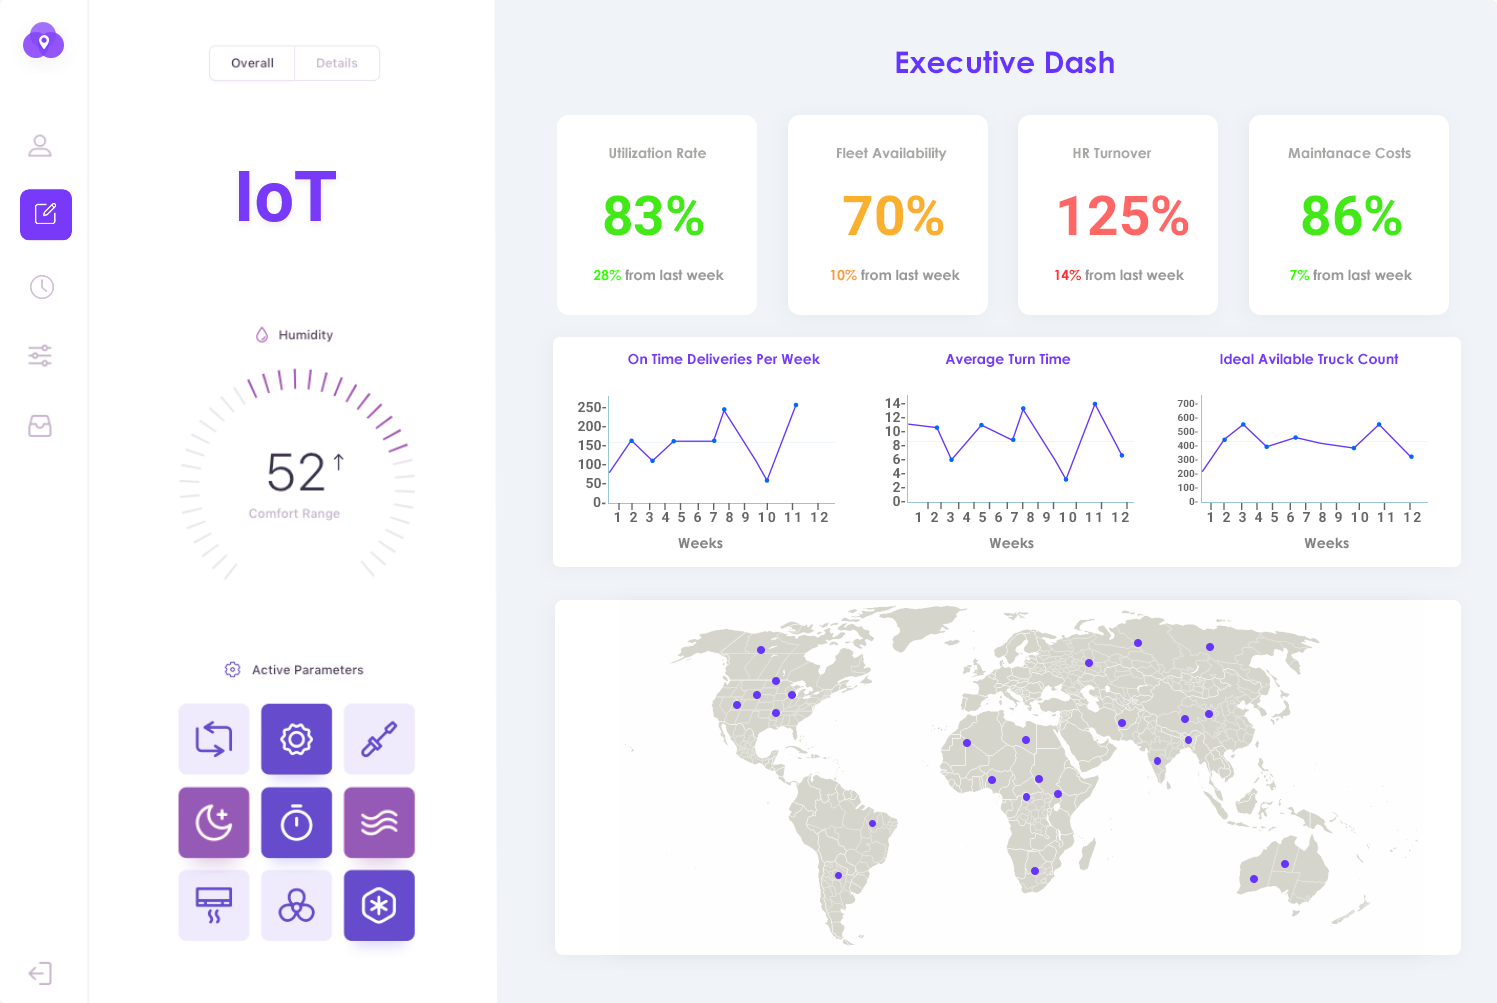 Overall Details
IoT
Humidity
52↑
Comfort Range
Active Parameters
Executive Dash
Utilization Rate
83%
28% from last week
Fleet Availability
70%
10% from last week
HR Turnover
125%
14% from last week
Maintanace Costs
86%
7% from last week
On Time Deliveries Per Week
250-
200-
150-
100-
50-
0-
1 2 3 4 5 6 7 8 9 10 11 12
Weeks
Average Turn Time
14-
12-
10-
8-
6-
4-
2-
0-
1 2 3 4 5 6 7 8 9 10 11 12
Weeks
Ideal Avilable Truck Count
700-
600-
500-
400-
300-
200-
100-
0-
1 2 3 4 5 6 7 8 9 10 11 12
Weeks